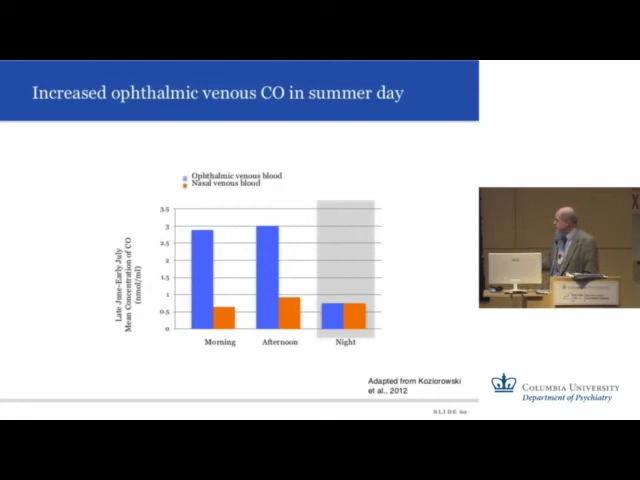 Increased ophthalmic venous CO in summer day
Ophthalmic venous blood
Nasal venous blood
Late June-Early July
Mean Concentration of CO
(nmol/ml)
3.5
3
2.5
2
1.5
1
0.5
0
Morning
Afternoon
Night
Adapted from Koziorowski
et al., 2012
SLIDE 60
COLUMBIA UNIVERSITY
Department of Psychiatry